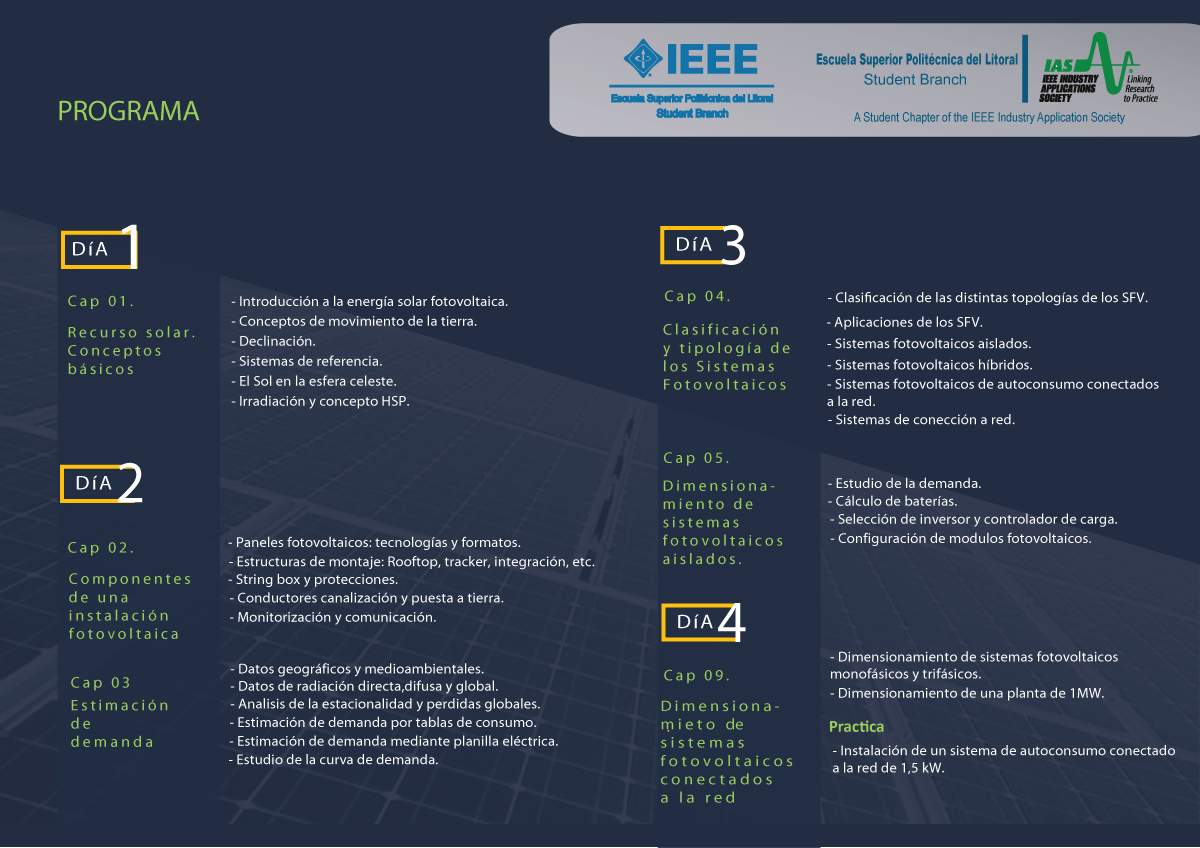 PROGRAMA
IEEE
Escuela Superior Politécnica del Litoral
Student Branch
Escuela Superior Politécnica del Litoral
Student Branch
IAS
IEEE INDUSTRY
APPLICATIONS
SOCIETY
®
Linking
Research
to Practice
A Student Chapter of the IEEE Industry Application Society
DíA 1
Cap 01.
Recurso solar.
Conceptos
básicos
- Introducción a la energía solar fotovoltaica.
- Conceptos de movimiento de la tierra.
- Declinación.
- Sistemas de referencia.
- El Sol en la esfera celeste.
- Irradiación y concepto HSP.
DíA 2
Cap 02.
Componentes
de una
instalación
fotovoltaica
- Paneles fotovoltaicos: tecnologías y formatos.
- Estructuras de montaje: Rooftop, tracker, integración, etc.
- String box y protecciones.
- Conductores canalización y puesta a tierra.
- Monitorización y comunicación.
Cap 03
Estimación
de
demanda
- Datos geográficos y medioambientales.
- Datos de radiación directa,difusa y global.
- Analisis de la estacionalidad y perdidas globales.
- Estimación de demanda por tablas de consumo.
- Estimación de demanda mediante planilla eléctrica.
- Estudio de la curva de demanda.
DíA 3
Cap 04.
Clasificación
y tipología de
los Sistemas
Fotovoltaicos
- Clasificación de las distintas topologías de los SFV.
- Aplicaciones de los SFV.
- Sistemas fotovoltaicos aislados.
- Sistemas fotovoltaicos híbridos.
- Sistemas fotovoltaicos de autoconsumo conectados
a la red.
- Sistemas de conección a red.
Cap 05.
Dimensiona-
miento de
sistemas
fotovoltaicos
aislados.
- Estudio de la demanda.
- Cálculo de baterías.
- Selección de inversor y controlador de carga.
- Configuración de modulos fotovoltaicos.
DíA 4
Cap 09.
Dimensiona-
mieto de
sistemas
fotovoltaicos
conectados
a la red
- Dimensionamiento de sistemas fotovoltaicos
monofásicos y trifásicos.
- Dimensionamiento de una planta de 1MW.
Practica
- Instalación de un sistema de autoconsumo conectado
a la red de 1,5 kW.